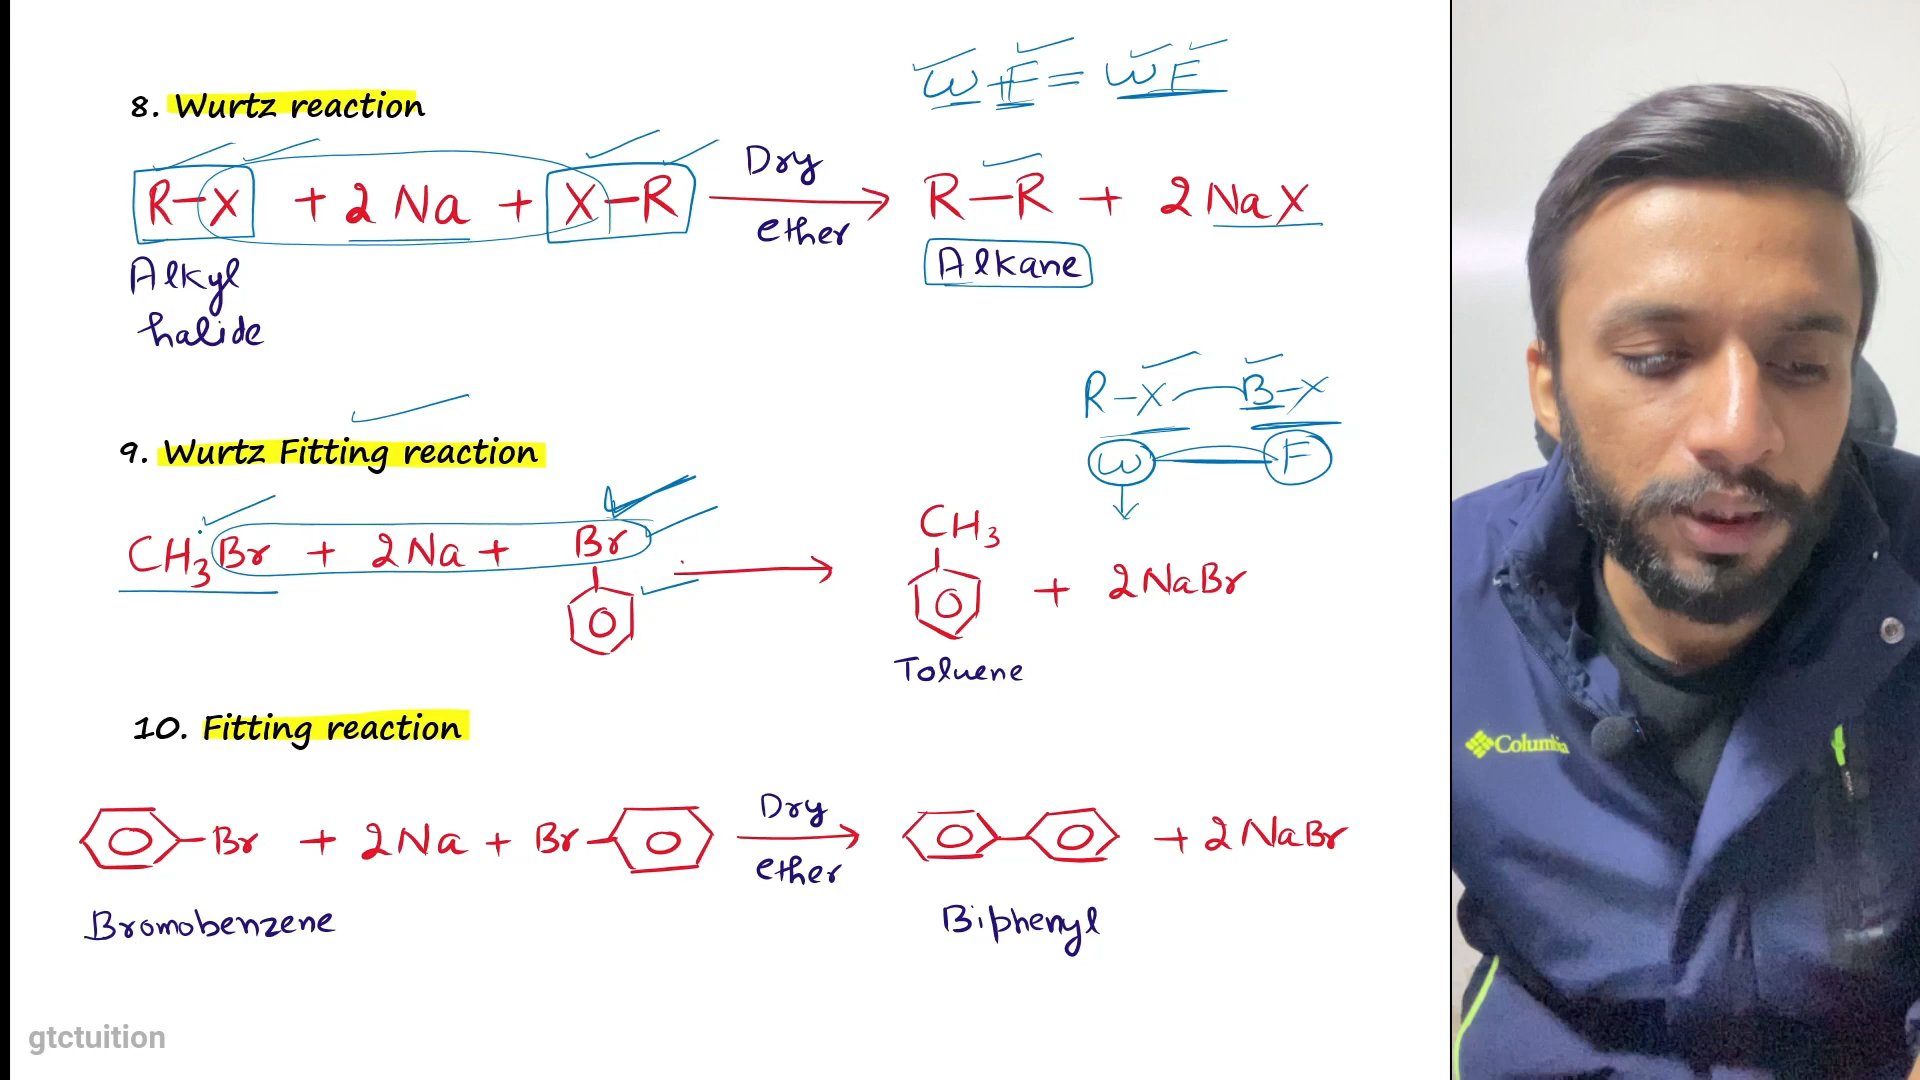 W + F = WF
8. Wurtz reaction
R-X + 2 Na + X-R Dry ether R-R + 2 NaX
Alkyl halide
Alkane
R-X B-X
W F
9. Wurtz Fitting reaction
CH3Br + 2Na + Br CH3 + 2NaBr
Toluene
10. Fitting reaction
Br + 2Na + Br Dry ether + 2NaBr
Bromobenzene
Biphenyl
Columbia
gtctuition